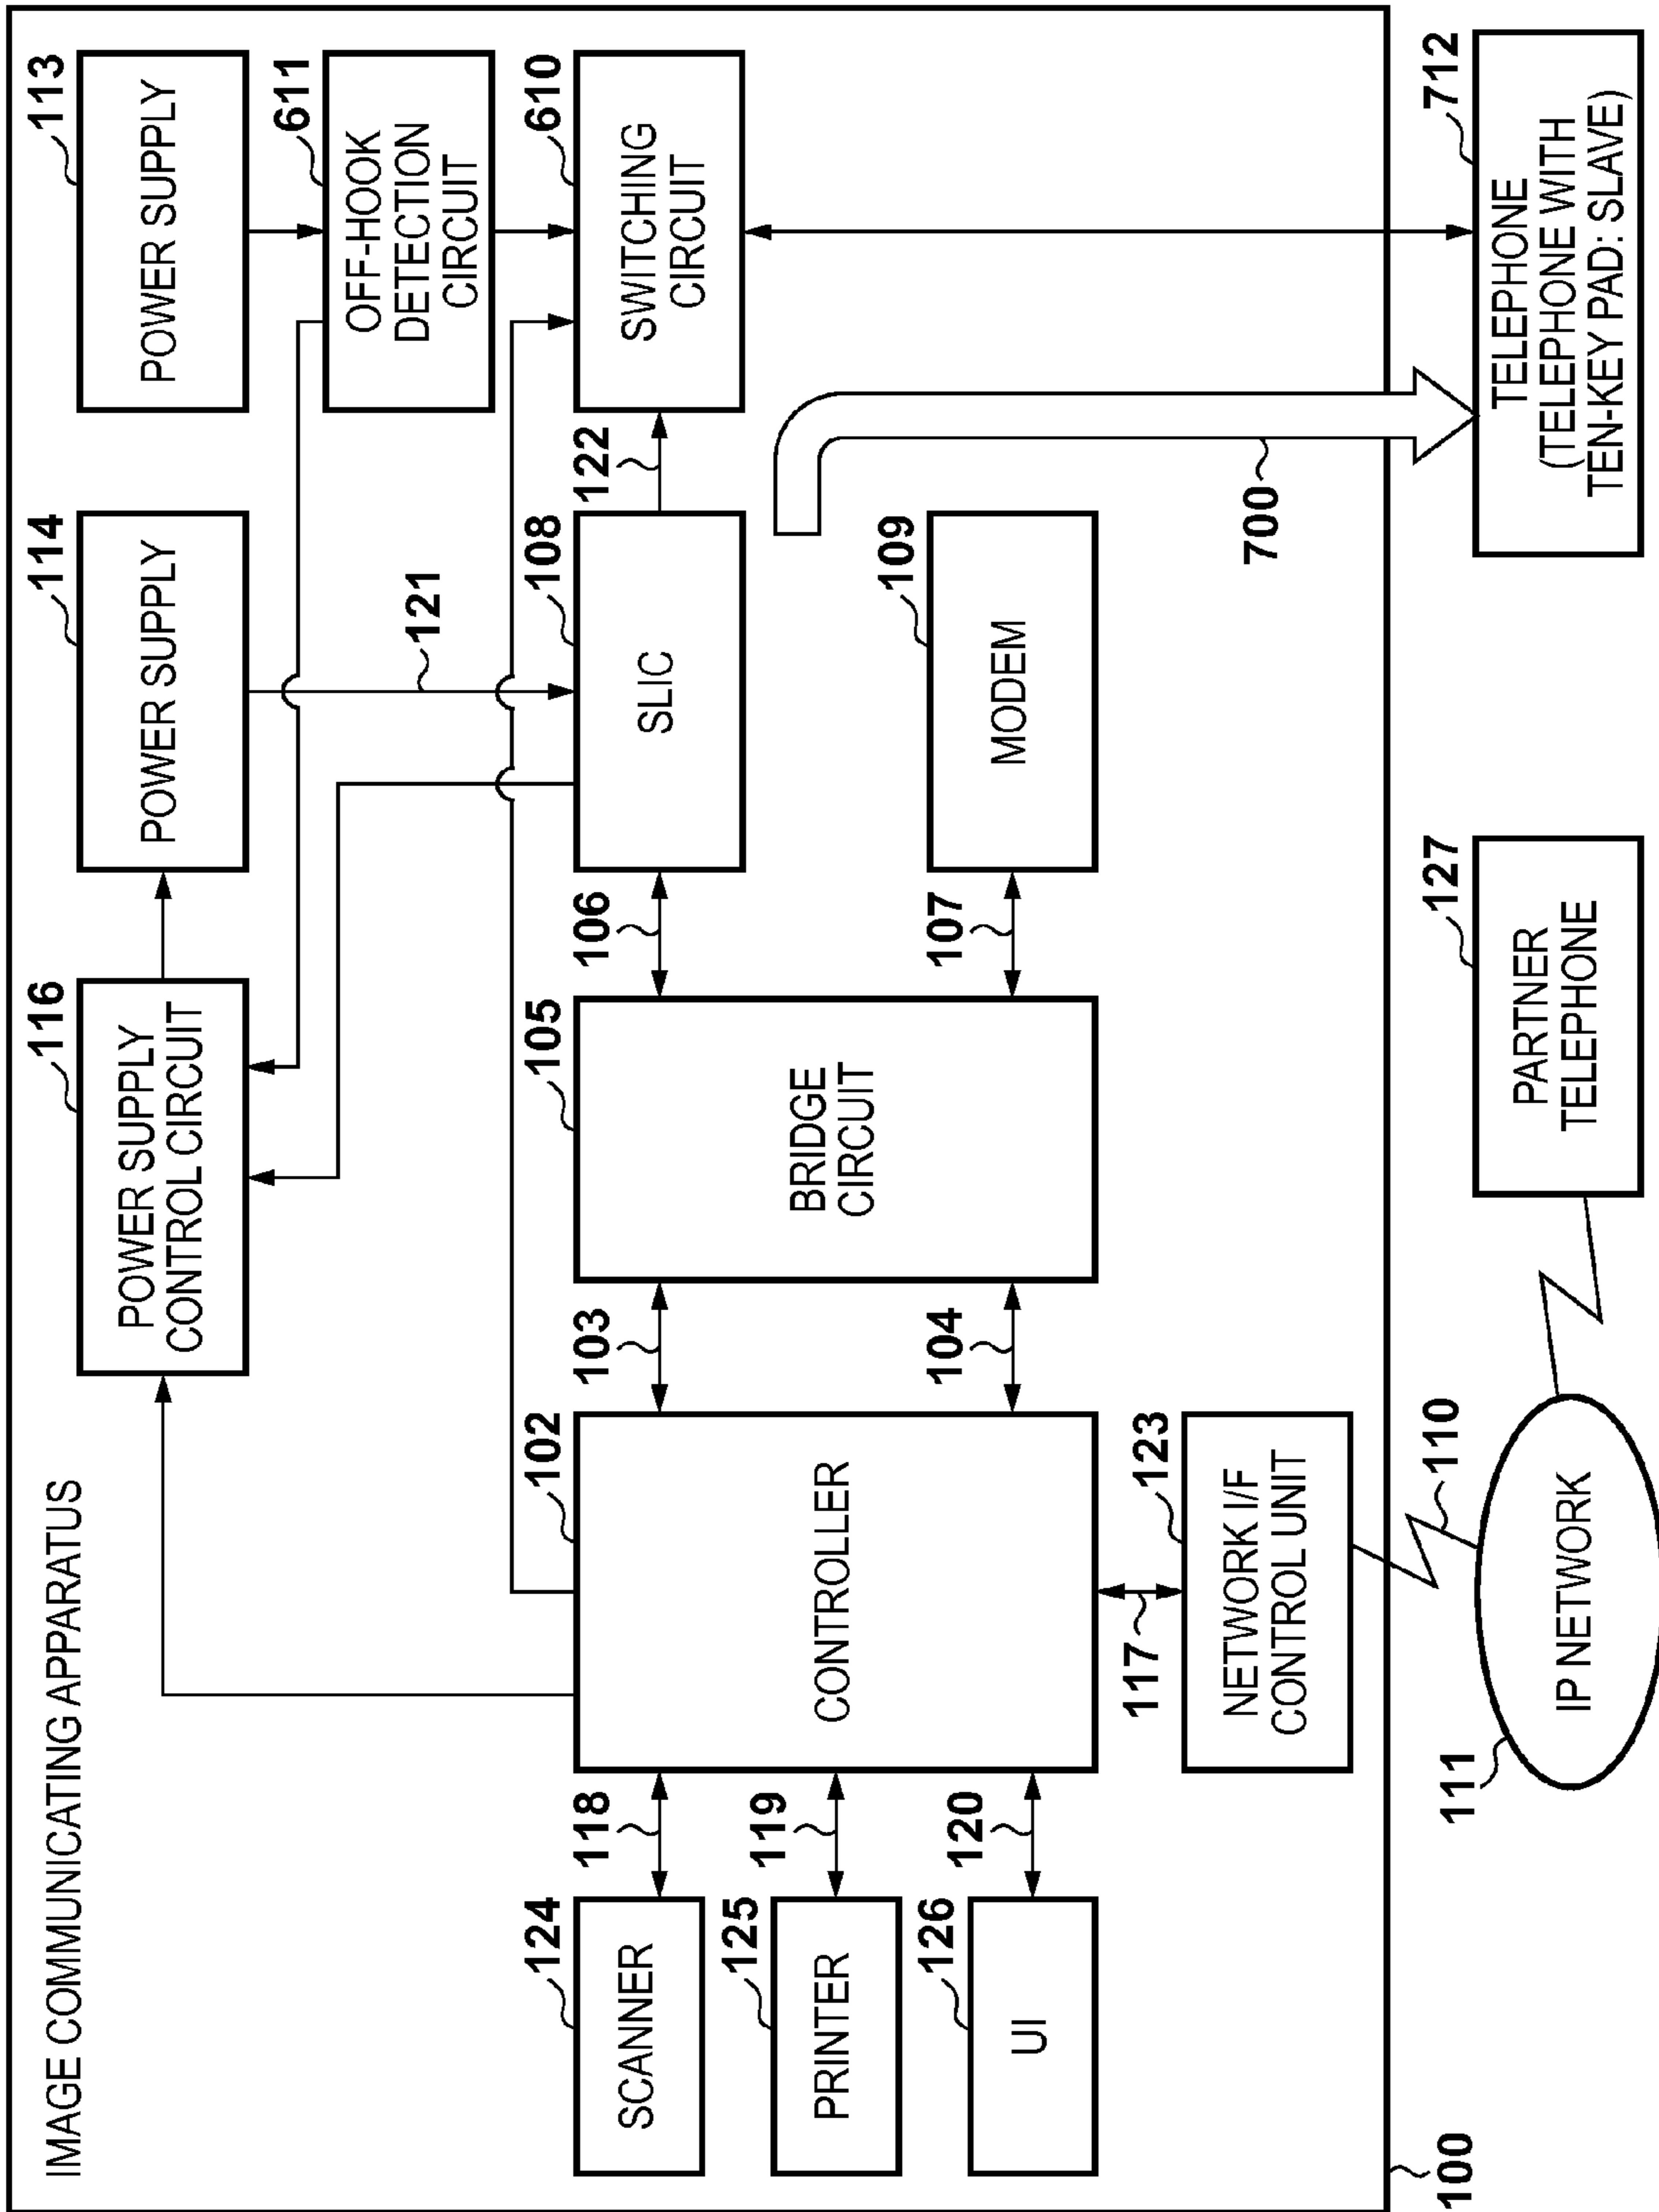 IMAGE COMMUNICATING APPARATUS
116
POWER SUPPLY
CONTROL CIRCUIT
114
POWER SUPPLY
113
POWER SUPPLY
611
OFF-HOOK
DETECTION
CIRCUIT
121
124
SCANNER
118
102
CONTROLLER
103
105
BRIDGE
CIRCUIT
106
108
SLIC
122
610
SWITCHING
CIRCUIT
125
PRINTER
119
126
UI
120
104
107
109
MODEM
117
123
NETWORK I/F
CONTROL UNIT
700
100
111
IP NETWORK
110
127
PARTNER
TELEPHONE
712
TELEPHONE
(TELEPHONE WITH
TEN-KEY PAD: SLAVE)